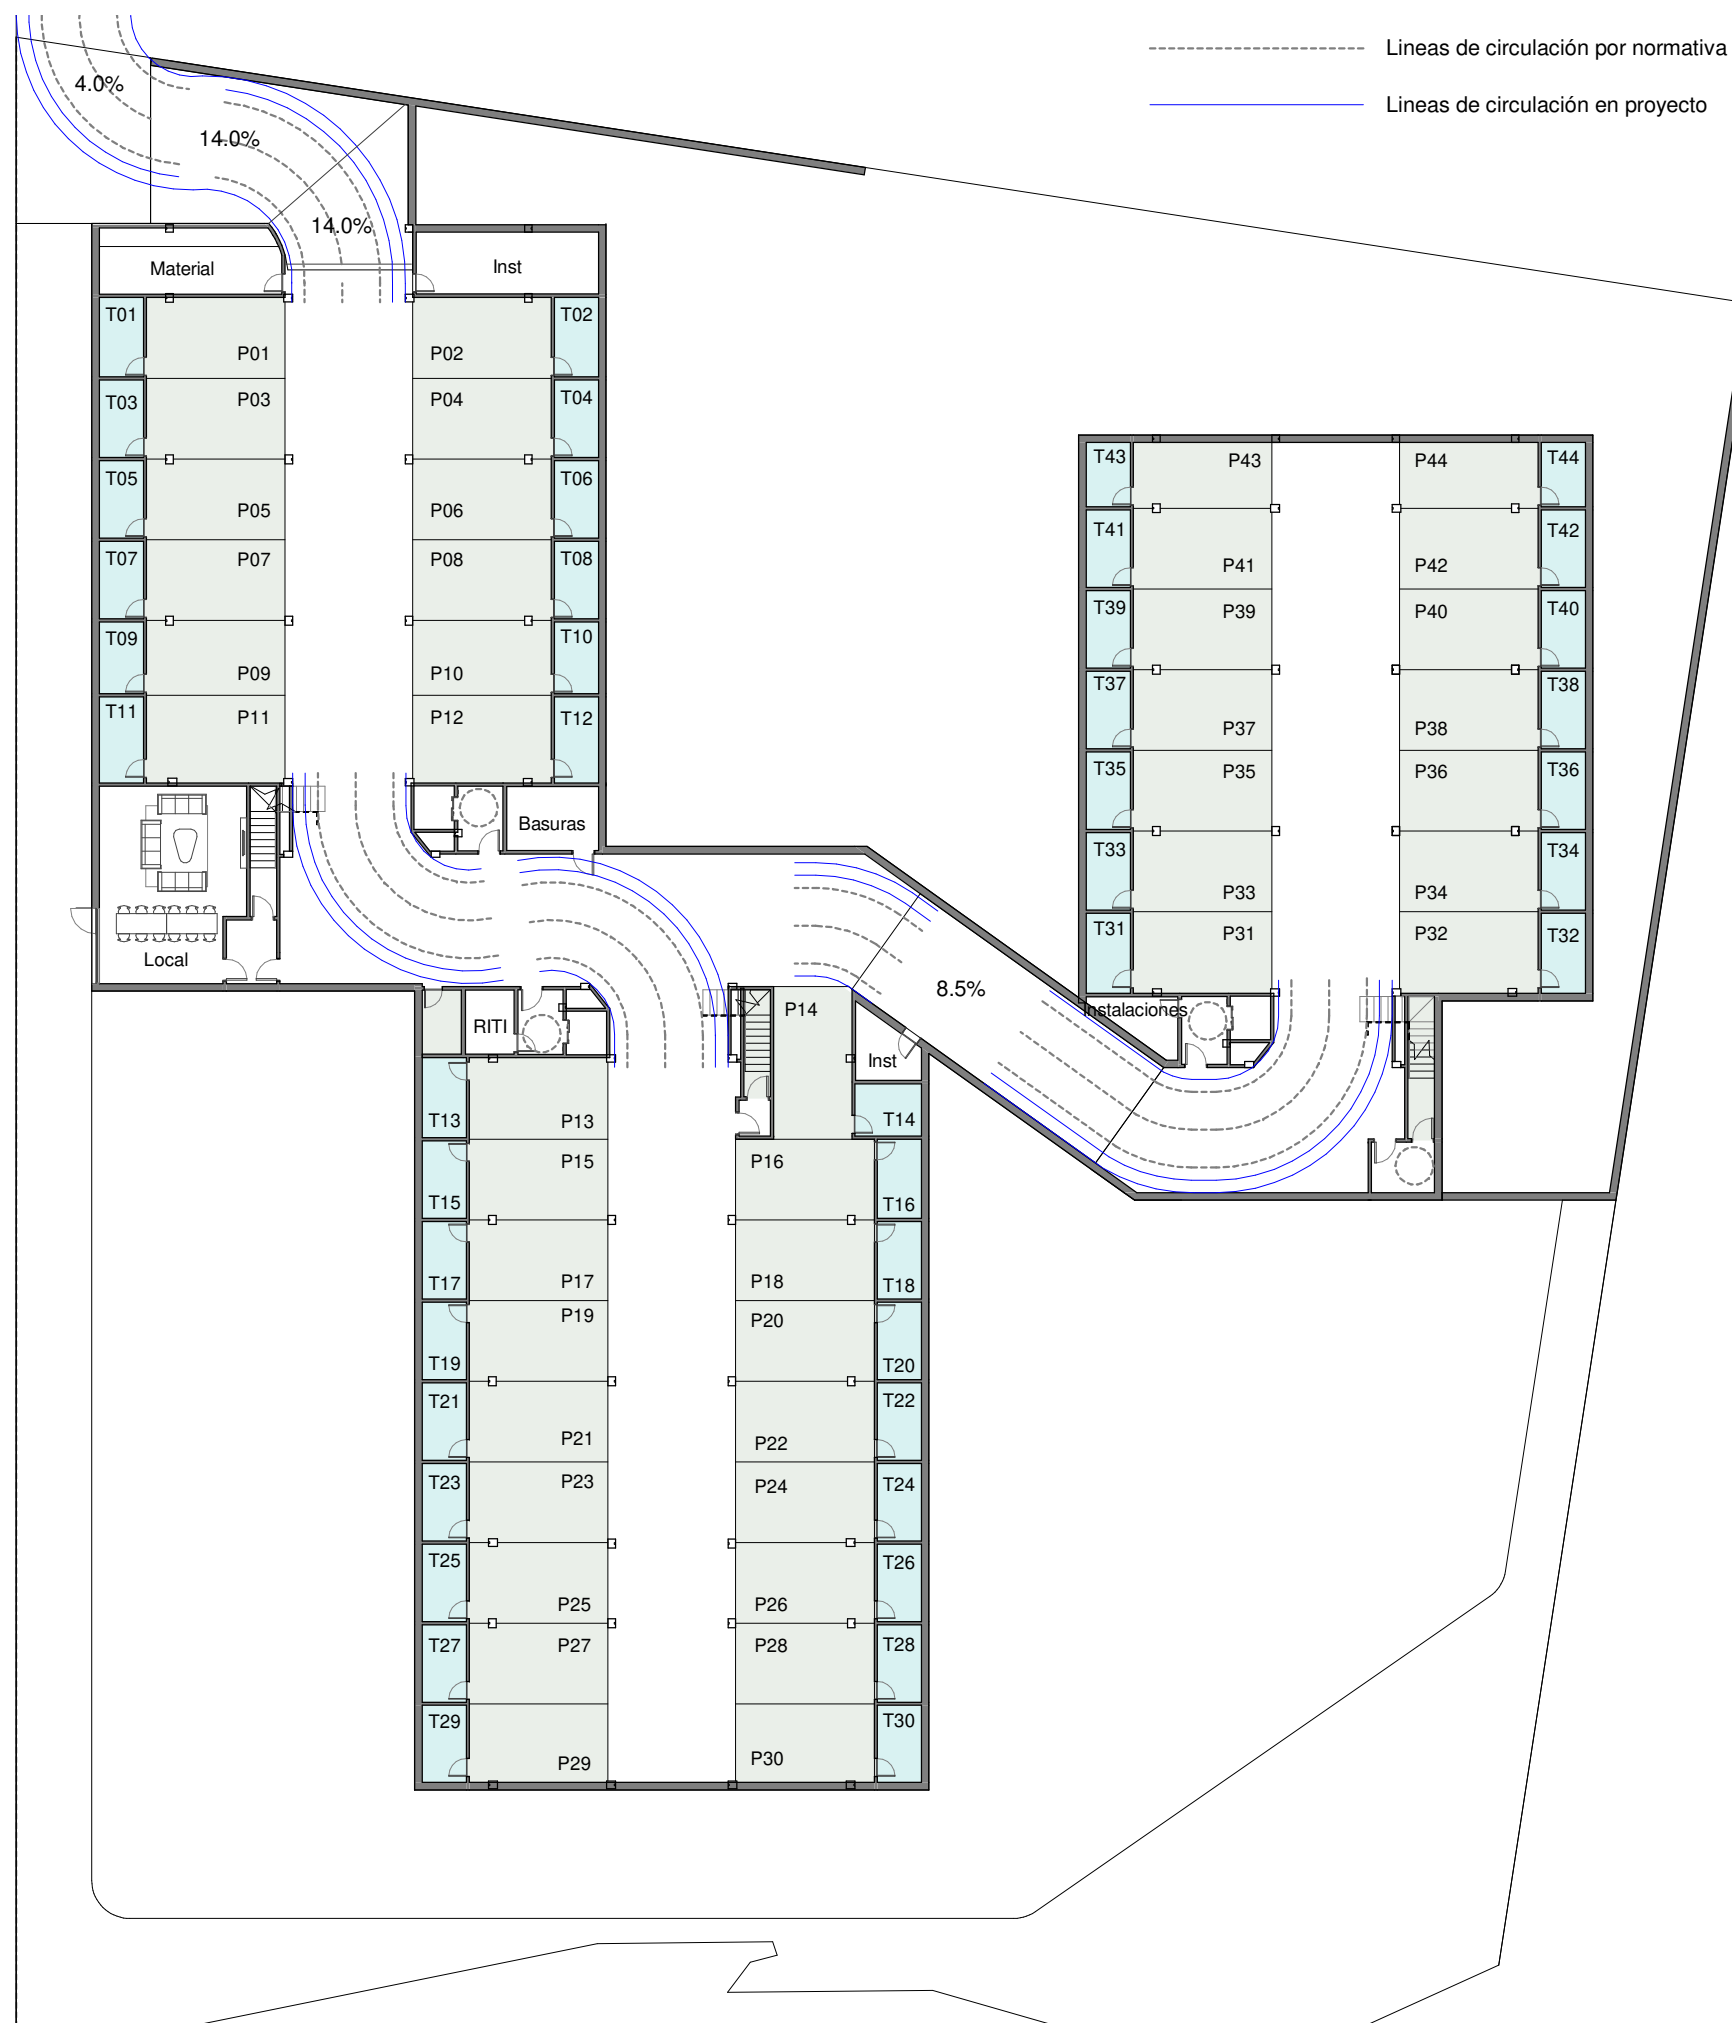 Lineas de circulación por normativa
Lineas de circulación en proyecto
4.0%
14.0%
14.0%
Material
Inst
T01
P01
P02
T02
T03
P03
P04
T04
T05
P05
P06
T06
T07
P07
P08
T08
T09
P09
P10
T10
T11
P11
P12
T12
Basuras
Local
RITI
8.5%
P14
Inst
T13
P13
T14
T15
P15
P16
T16
T17
P17
P18
T18
T19
P19
P20
T20
T21
P21
P22
T22
T23
P23
P24
T24
T25
P25
P26
T26
T27
P27
P28
T28
T29
P29
P30
T30
T43
P43
P44
T44
T41
P41
P42
T42
T39
P39
P40
T40
T37
P37
P38
T38
T35
P35
P36
T36
T33
P33
P34
T34
T31
P31
P32
T32
Instalaciones